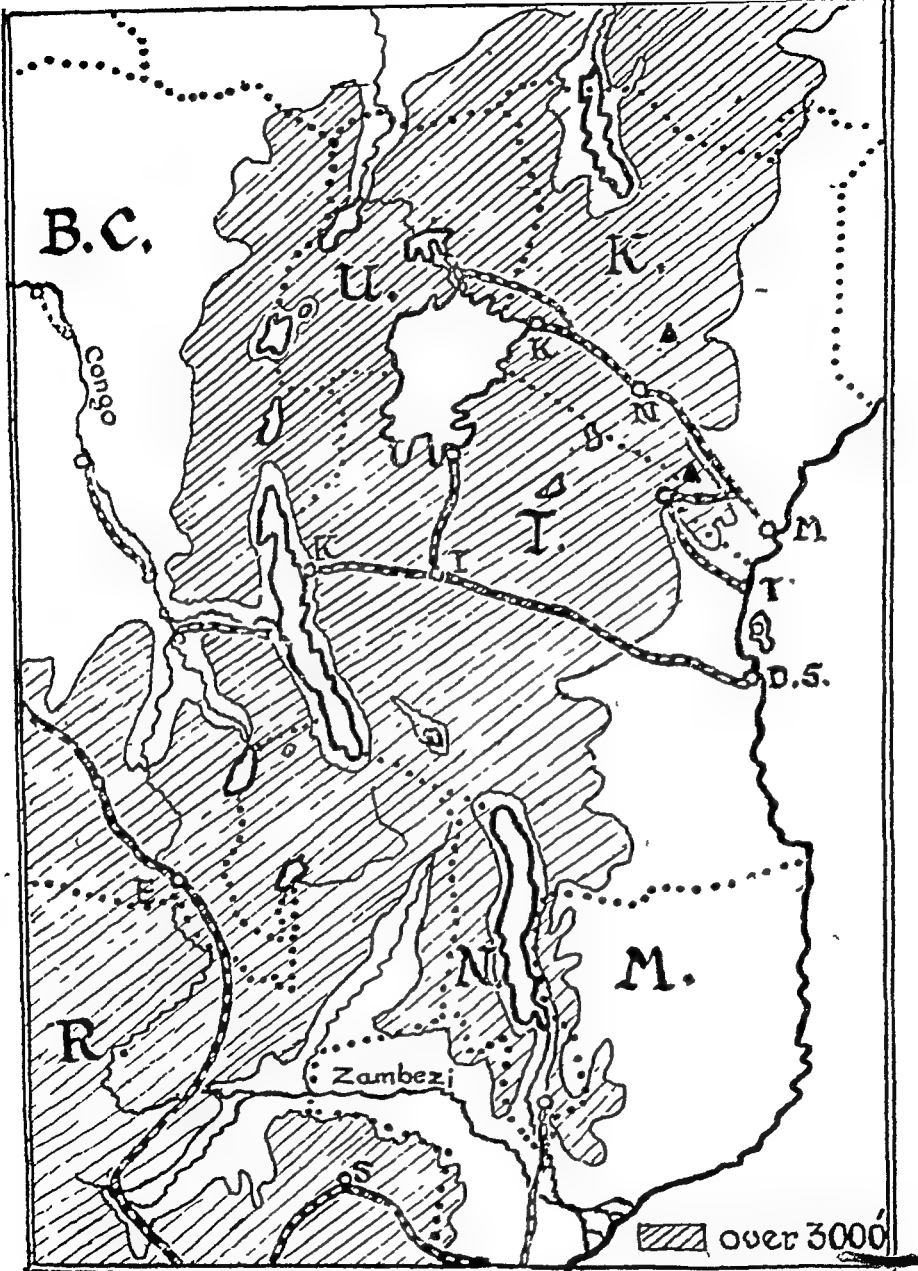 B.C.
K.
U.
Congo
K
N
T.
M.
K
T
T
D.S.
E
N
M.
R
Zambezi
S
over 3000'